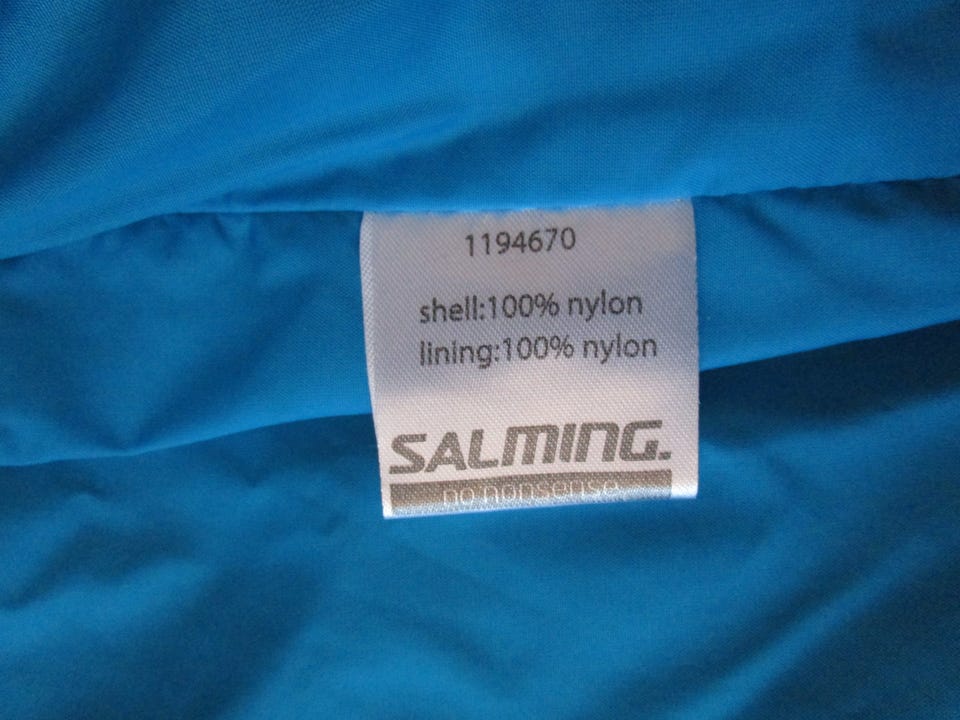 1194670
shell:100% nylon
lining:100% nylon
SALMING.
no nonsense.